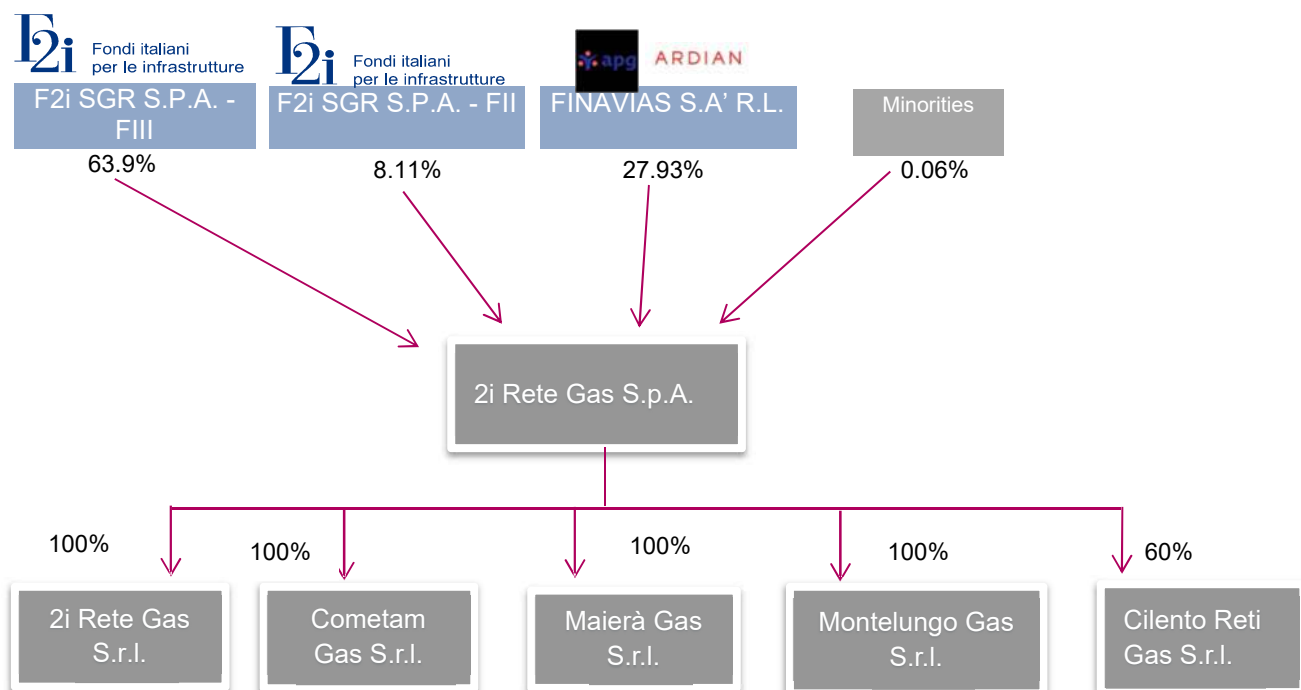 F2i Fondi italiani
per le infrastrutture
F2i SGR S.P.A. -
FIII
63.9%
F2i Fondi italiani
per le infrastrutture
F2i SGR S.P.A. - FII
8.11%
apg ARDIAN
FINAVIAS S.A' R.L.
27.93%
Minorities
0.06%
2i Rete Gas S.p.A.
100%
100%
100%
100%
60%
2i Rete Gas
S.r.l.
Cometam
Gas S.r.l.
Maierà Gas
S.r.l.
Montelungo Gas
S.r.l.
Cilento Reti
Gas S.r.l.